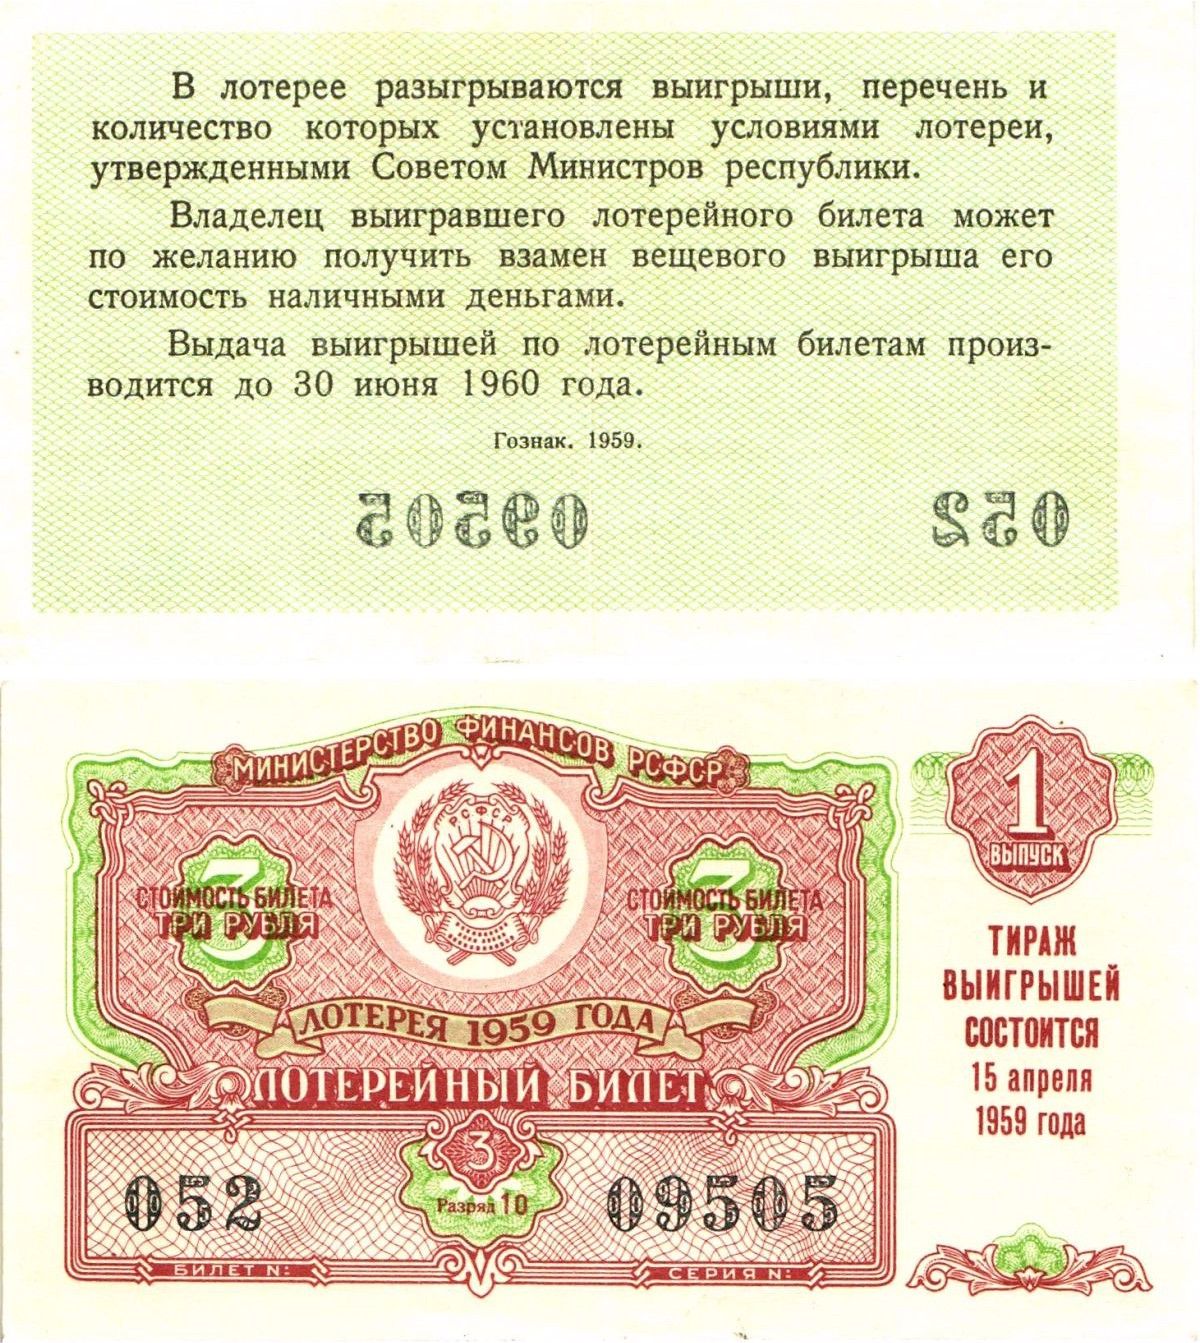 В лотерее разыгрываются выигрыши, перечень и
количество которых установлены условиями лотереи,
утвержденными Советом Министров республики.
Владелец выигравшего лотерейного билета может
по желанию получить взамен вещевого выигрыша его
стоимость наличными деньгами.
Выдача выигрышей по лотерейным билетам произ-
водится до 30 июня 1960 года.
Гознак. 1959.
09505 052
МИНИСТЕРСТВО ФИНАНСОВ РСФСР
РСФСР
3
СТОИМОСТЬ БИЛЕТА
ТРИ РУБЛЯ
3
СТОИМОСТЬ БИЛЕТА
ТРИ РУБЛЯ
ЛОТЕРЕЯ 1959 ГОДА
ЛОТЕРЕЙНЫЙ БИЛЕТ
3
Разряд 10
052
09505
БИЛЕТ №:
СЕРИЯ №:
1
ВЫПУСК
ТИРАЖ
ВЫИГРЫШЕЙ
СОСТОИТСЯ
15 апреля
1959 года